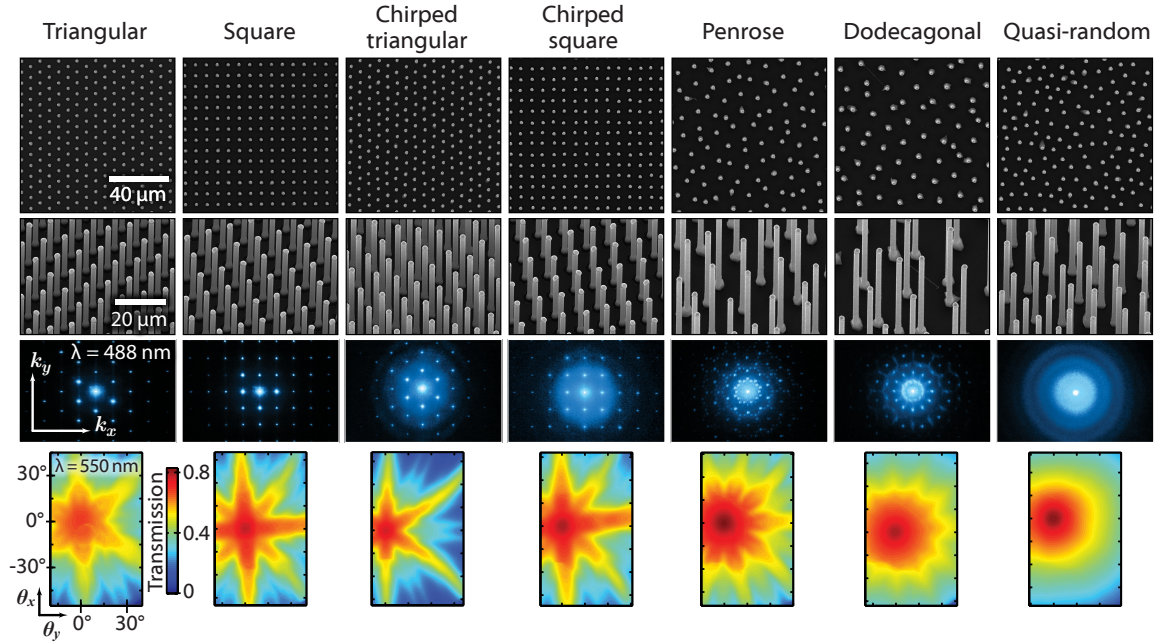 Triangular
Square
Chirped
triangular
Chirped
square
Penrose
Dodecagonal
Quasi-random
40 µm
20 µm
λ = 488 nm
k_y
k_x
λ = 550 nm
30°
0°
-30°
θ_x
θ_y
0°
30°
Transmission
0.8
0.4
0